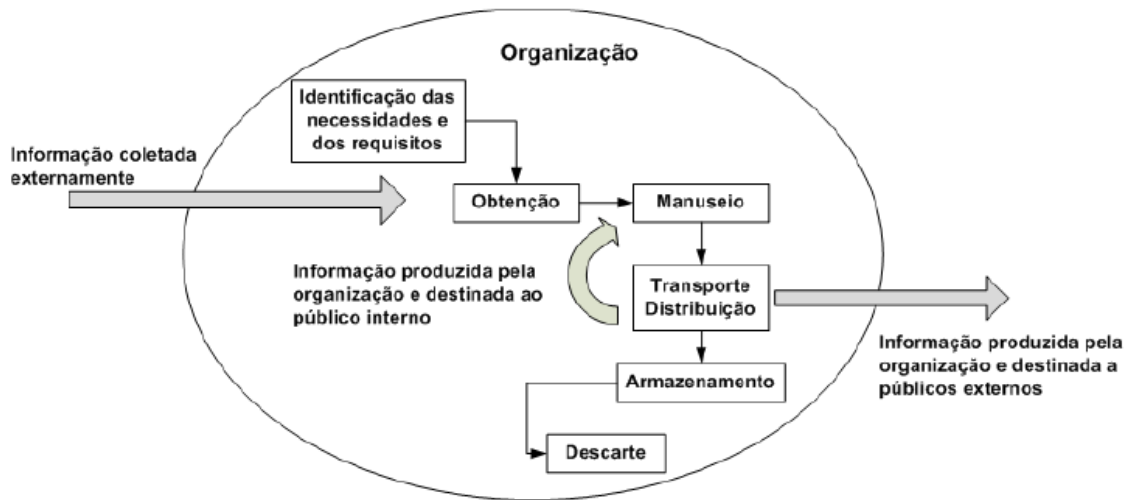 Organização
Identificação das
necessidades e
dos requisitos
Informação coletada
externamente
Obtenção
Manuseio
Informação produzida pela
organização e destinada ao
público interno
Transporte
Distribuição
Informação produzida pela
organização e destinada a
públicos externos
Armazenamento
Descarte